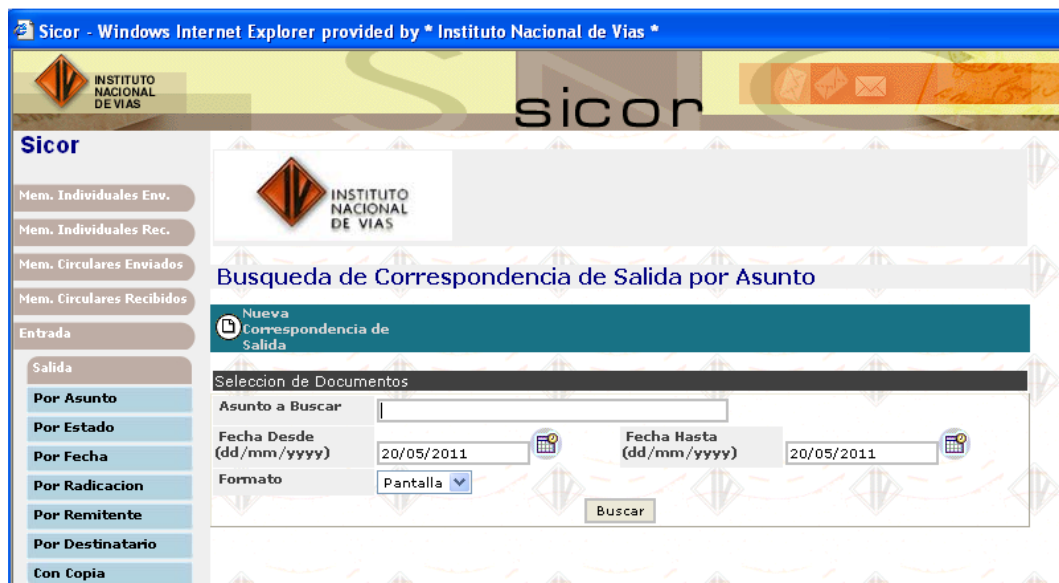 Sicor - Windows Internet Explorer provided by * Instituto Nacional de Vias *
INSTITUTO
NACIONAL
DE VIAS
sicor
Sicor
Mem. Individuales Env.
Mem. Individuales Rec.
Mem. Circulares Enviados
Mem. Circulares Recibidos
Entrada
Salida
Por Asunto
Por Estado
Por Fecha
Por Radicacion
Por Remitente
Por Destinatario
Con Copia
INSTITUTO
NACIONAL
DE VIAS
Busqueda de Correspondencia de Salida por Asunto
Nueva
Correspondencia de
Salida
Seleccion de Documentos
Asunto a Buscar
Fecha Desde
(dd/mm/yyyy) 20/05/2011
Fecha Hasta
(dd/mm/yyyy) 20/05/2011
Formato Pantalla
Buscar